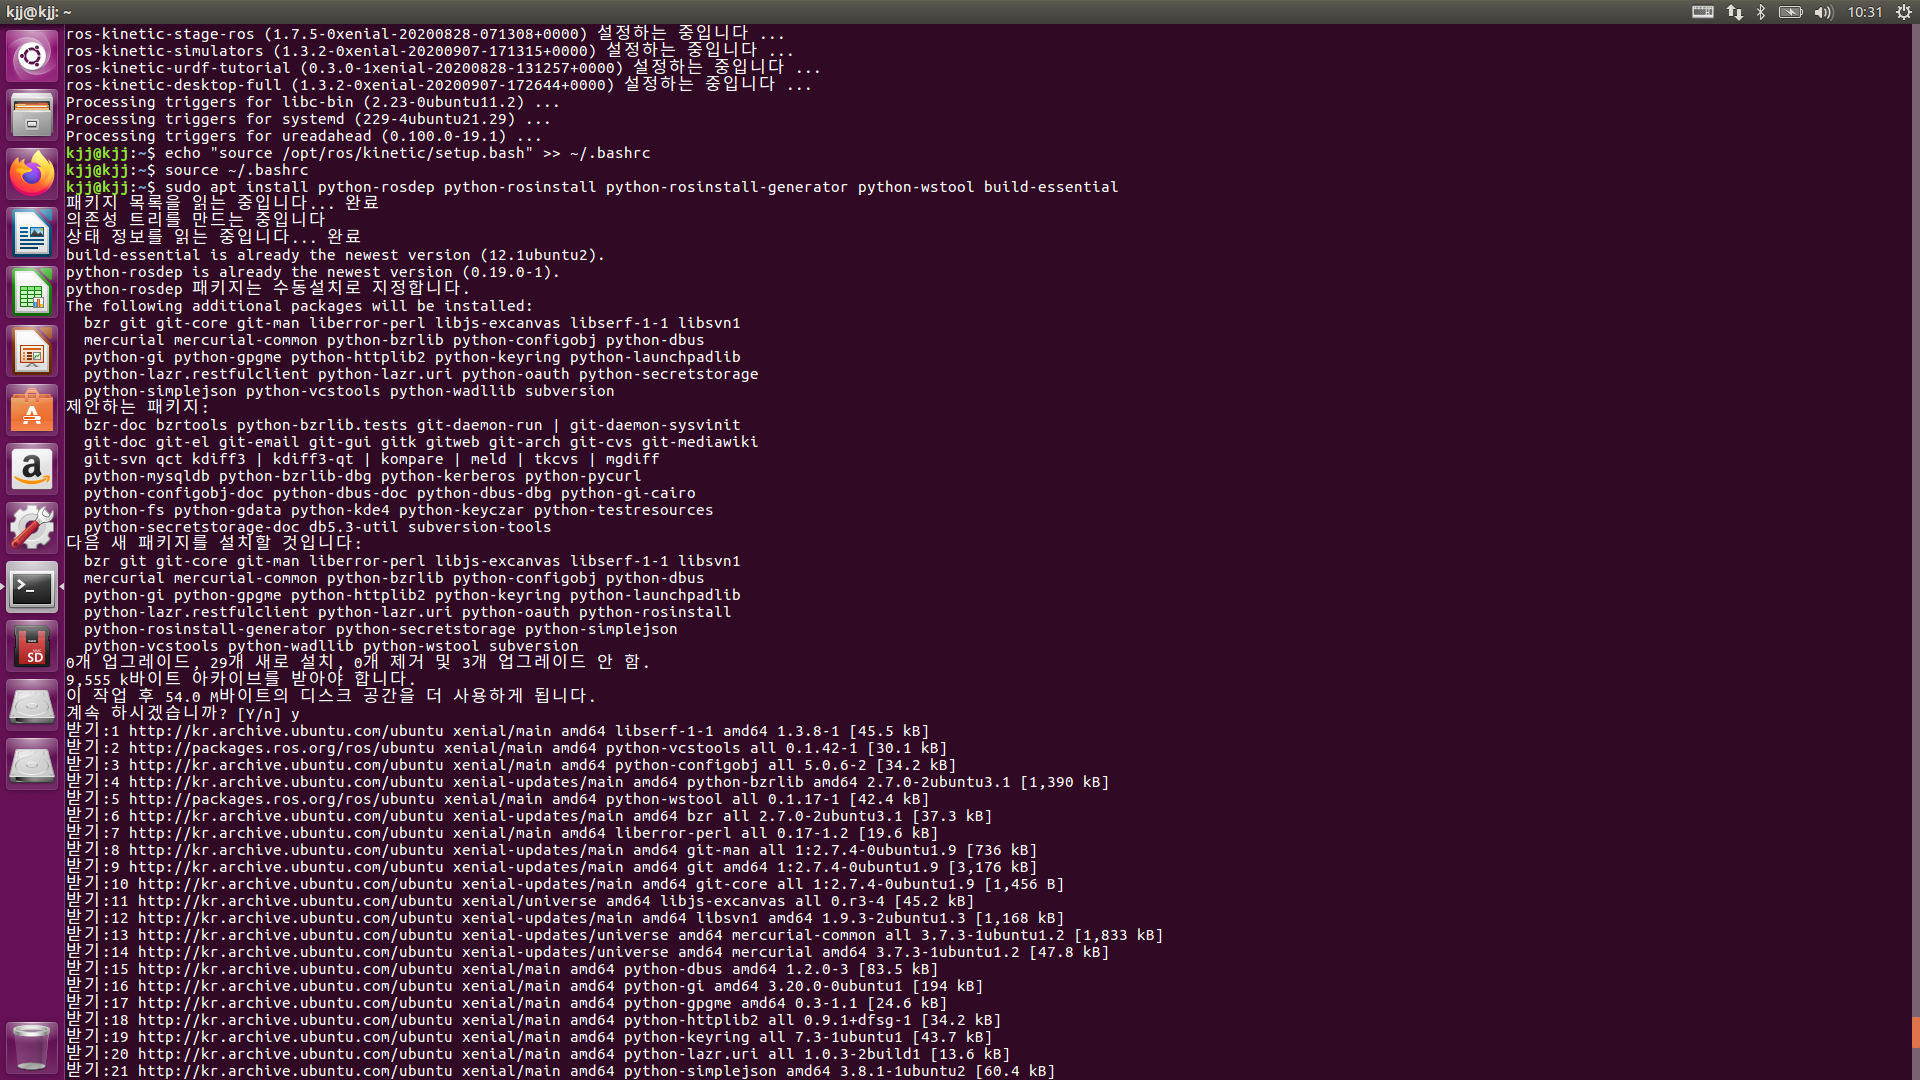 kjj@kjj: ~
10:31
ros-kinetic-stage-ros (1.7.5-0xenial-20200828-071308+0000) 설정하는 중입니다 ...
ros-kinetic-simulators (1.3.2-0xenial-20200907-171315+0000) 설정하는 중입니다 ...
ros-kinetic-urdf-tutorial (0.3.0-1xenial-20200828-131257+0000) 설정하는 중입니다 ...
ros-kinetic-desktop-full (1.3.2-0xenial-20200907-172644+0000) 설정하는 중입니다 ...
Processing triggers for libc-bin (2.23-0ubuntu11.2) ...
Processing triggers for systemd (229-4ubuntu21.29) ...
Processing triggers for ureadahead (0.100.0-19.1) ...
kjj@kjj:~$ echo "source /opt/ros/kinetic/setup.bash" >> ~/.bashrc
kjj@kjj:~$ source ~/.bashrc
kjj@kjj:~$ sudo apt install python-rosdep python-rosinstall python-rosinstall-generator python-wstool build-essential
패키지 목록을 읽는 중입니다... 완료
의존성 트리를 만드는 중입니다
상태 정보를 읽는 중입니다... 완료
build-essential is already the newest version (12.1ubuntu2).
python-rosdep is already the newest version (0.19.0-1).
python-rosdep 패키지는 수동설치로 지정합니다.
The following additional packages will be installed:
  bzr git git-core git-man liberror-perl libjs-excanvas libserf-1-1 libsvn1
  mercurial mercurial-common python-bzrlib python-configobj python-dbus
  python-gi python-gpgme python-httplib2 python-keyring python-launchpadlib
  python-lazr.restfulclient python-lazr.uri python-oauth python-secretstorage
  python-simplejson python-vcstools python-wadllib subversion
제안하는 패키지:
  bzr-doc bzrtools python-bzrlib.tests git-daemon-run | git-daemon-sysvinit
  git-doc git-el git-email git-gui gitk gitweb git-arch git-cvs git-mediawiki
  git-svn qct kdiff3 | kdiff3-qt | kompare | meld | tkcvs | mgdiff
  python-mysqldb python-bzrlib-dbg python-kerberos python-pycurl
  python-configobj-doc python-dbus-doc python-dbus-dbg python-gi-cairo
  python-fs python-gdata python-kde4 python-keyczar python-testresources
  python-secretstorage-doc db5.3-util subversion-tools
다음 새 패키지를 설치할 것입니다:
  bzr git git-core git-man liberror-perl libjs-excanvas libserf-1-1 libsvn1
  mercurial mercurial-common python-bzrlib python-configobj python-dbus
  python-gi python-gpgme python-httplib2 python-keyring python-launchpadlib
  python-lazr.restfulclient python-lazr.uri python-oauth python-rosinstall
  python-rosinstall-generator python-secretstorage python-simplejson
  python-vcstools python-wadllib python-wstool subversion
0개 업그레이드, 29개 새로 설치, 0개 제거 및 3개 업그레이드 안 함.
9,555 k바이트 아카이브를 받아야 합니다.
이 작업 후 54.0 M바이트의 디스크 공간을 더 사용하게 됩니다.
계속 하시겠습니까? [Y/n] y
받기:1 http://kr.archive.ubuntu.com/ubuntu xenial/main amd64 libserf-1-1 amd64 1.3.8-1 [45.5 kB]
받기:2 http://packages.ros.org/ros/ubuntu xenial/main amd64 python-vcstools all 0.1.42-1 [30.1 kB]
받기:3 http://kr.archive.ubuntu.com/ubuntu xenial/main amd64 python-configobj all 5.0.6-2 [34.2 kB]
받기:4 http://kr.archive.ubuntu.com/ubuntu xenial-updates/main amd64 python-bzrlib amd64 2.7.0-2ubuntu3.1 [1,390 kB]
받기:5 http://packages.ros.org/ros/ubuntu xenial/main amd64 python-wstool all 0.1.17-1 [42.4 kB]
받기:6 http://kr.archive.ubuntu.com/ubuntu xenial-updates/main amd64 bzr all 2.7.0-2ubuntu3.1 [37.3 kB]
받기:7 http://kr.archive.ubuntu.com/ubuntu xenial/main amd64 liberror-perl all 0.17-1.2 [19.6 kB]
받기:8 http://kr.archive.ubuntu.com/ubuntu xenial-updates/main amd64 git-man all 1:2.7.4-0ubuntu1.9 [736 kB]
받기:9 http://kr.archive.ubuntu.com/ubuntu xenial-updates/main amd64 git amd64 1:2.7.4-0ubuntu1.9 [3,176 kB]
받기:10 http://kr.archive.ubuntu.com/ubuntu xenial-updates/main amd64 git-core all 1:2.7.4-0ubuntu1.9 [1,456 B]
받기:11 http://kr.archive.ubuntu.com/ubuntu xenial/universe amd64 libjs-excanvas all 0.r3-4 [45.2 kB]
받기:12 http://kr.archive.ubuntu.com/ubuntu xenial-updates/main amd64 libsvn1 amd64 1.9.3-2ubuntu1.3 [1,168 kB]
받기:13 http://kr.archive.ubuntu.com/ubuntu xenial-updates/universe amd64 mercurial-common all 3.7.3-1ubuntu1.2 [1,833 kB]
받기:14 http://kr.archive.ubuntu.com/ubuntu xenial-updates/universe amd64 mercurial amd64 3.7.3-1ubuntu1.2 [47.8 kB]
받기:15 http://kr.archive.ubuntu.com/ubuntu xenial/main amd64 python-dbus amd64 1.2.0-3 [83.5 kB]
받기:16 http://kr.archive.ubuntu.com/ubuntu xenial/main amd64 python-gi amd64 3.20.0-0ubuntu1 [194 kB]
받기:17 http://kr.archive.ubuntu.com/ubuntu xenial/main amd64 python-gpgme amd64 0.3-1.1 [24.6 kB]
받기:18 http://kr.archive.ubuntu.com/ubuntu xenial/main amd64 python-httplib2 all 0.9.1+dfsg-1 [34.2 kB]
받기:19 http://kr.archive.ubuntu.com/ubuntu xenial/main amd64 python-keyring all 7.3-1ubuntu1 [43.7 kB]
받기:20 http://kr.archive.ubuntu.com/ubuntu xenial/main amd64 python-lazr.uri all 1.0.3-2build1 [13.6 kB]
받기:21 http://kr.archive.ubuntu.com/ubuntu xenial/main amd64 python-simplejson amd64 3.8.1-1ubuntu2 [60.4 kB]
A
a
>_
SD